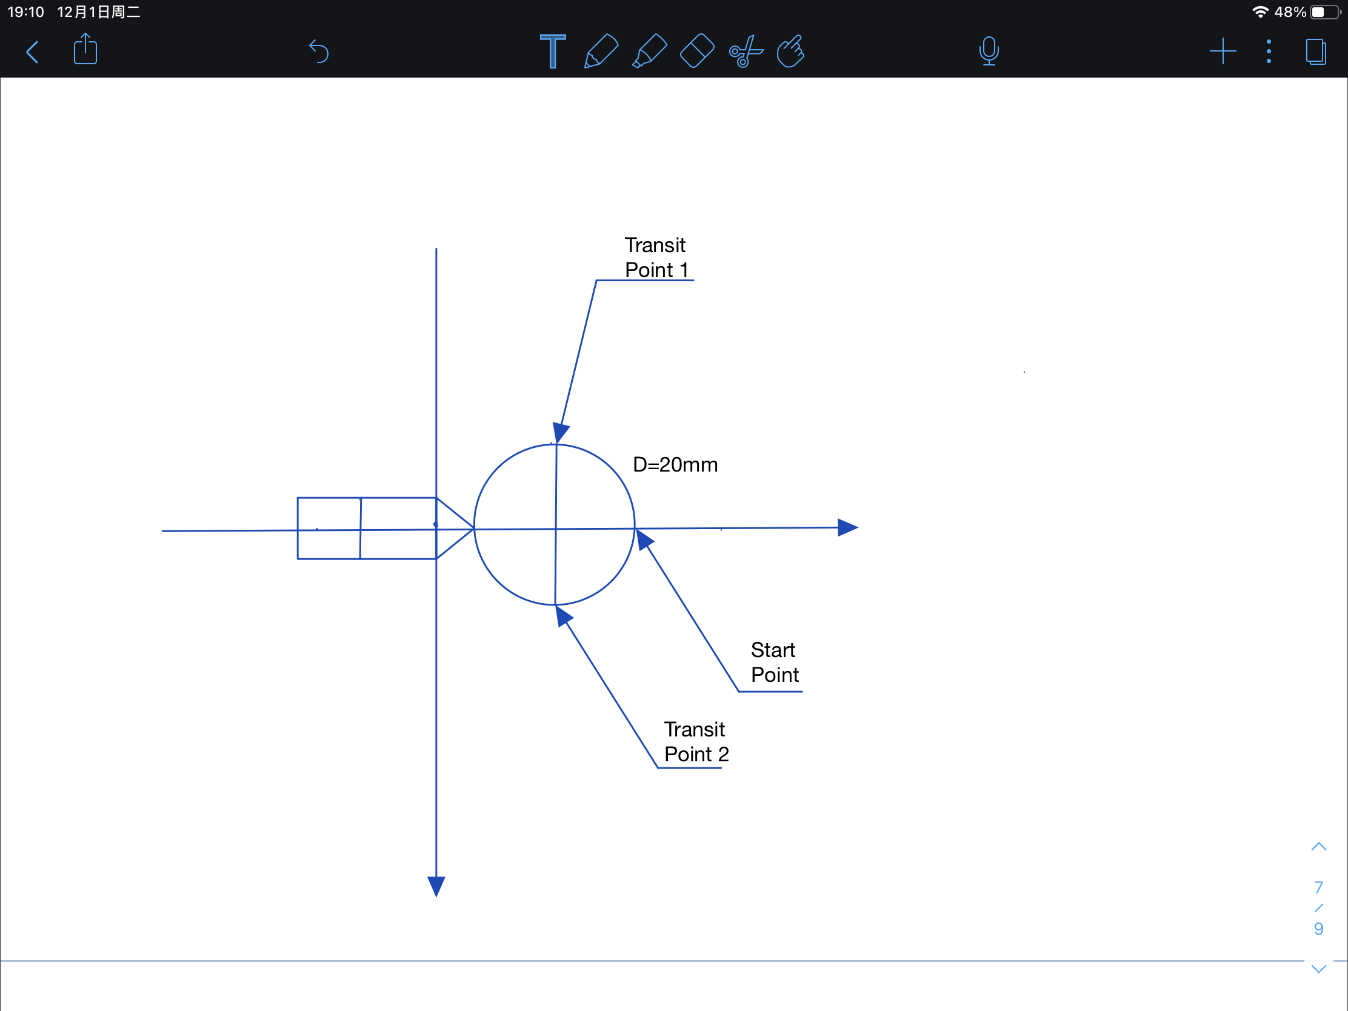 19:10 12月1日周二
48%
Transit
Point 1
D=20mm
Start
Point
Transit
Point 2
7
/
9